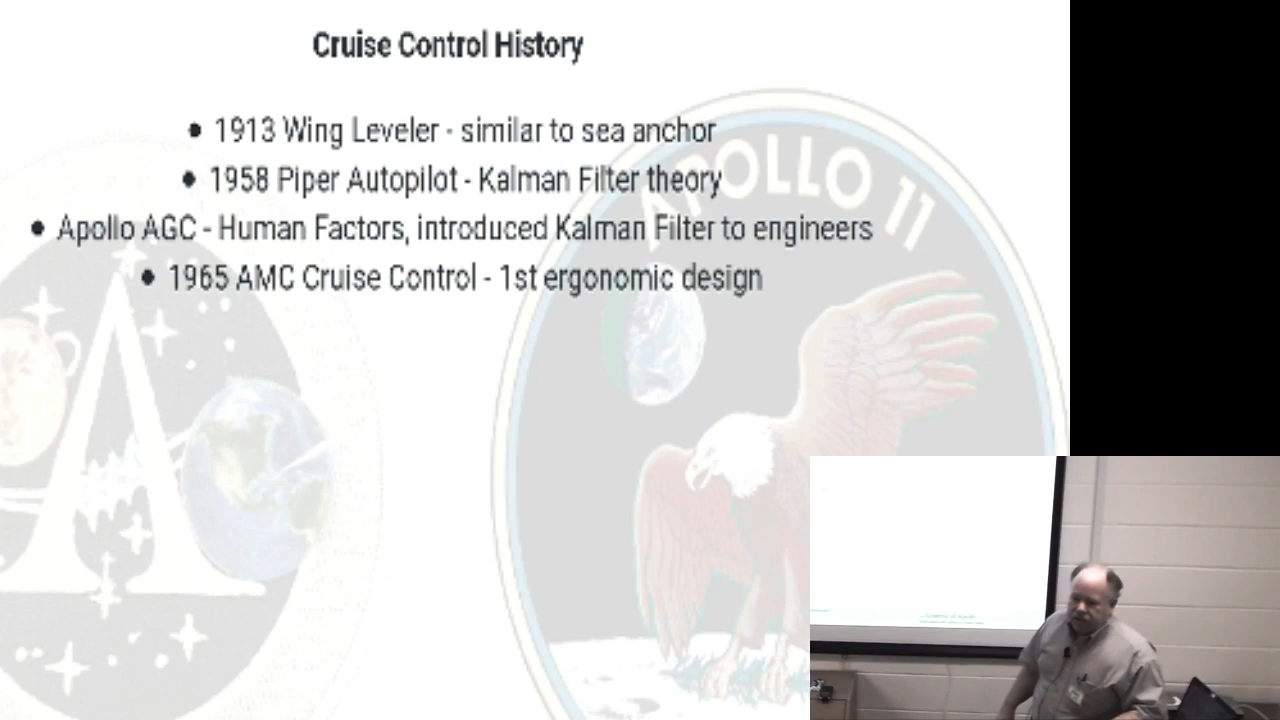 Cruise Control History
• 1913 Wing Leveler - similar to sea anchor
• 1958 Piper Autopilot - Kalman Filter theory
• Apollo AGC - Human Factors, introduced Kalman Filter to engineers
• 1965 AMC Cruise Control - 1st ergonomic design
APOLLO 11